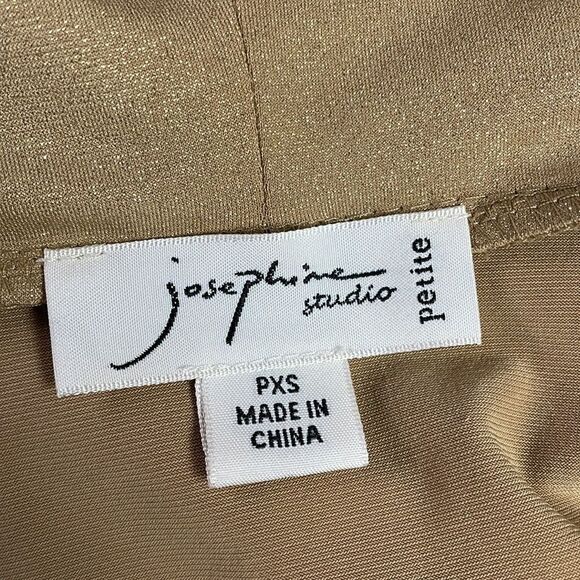 josephine
studio
petite
PXS
MADE IN
CHINA